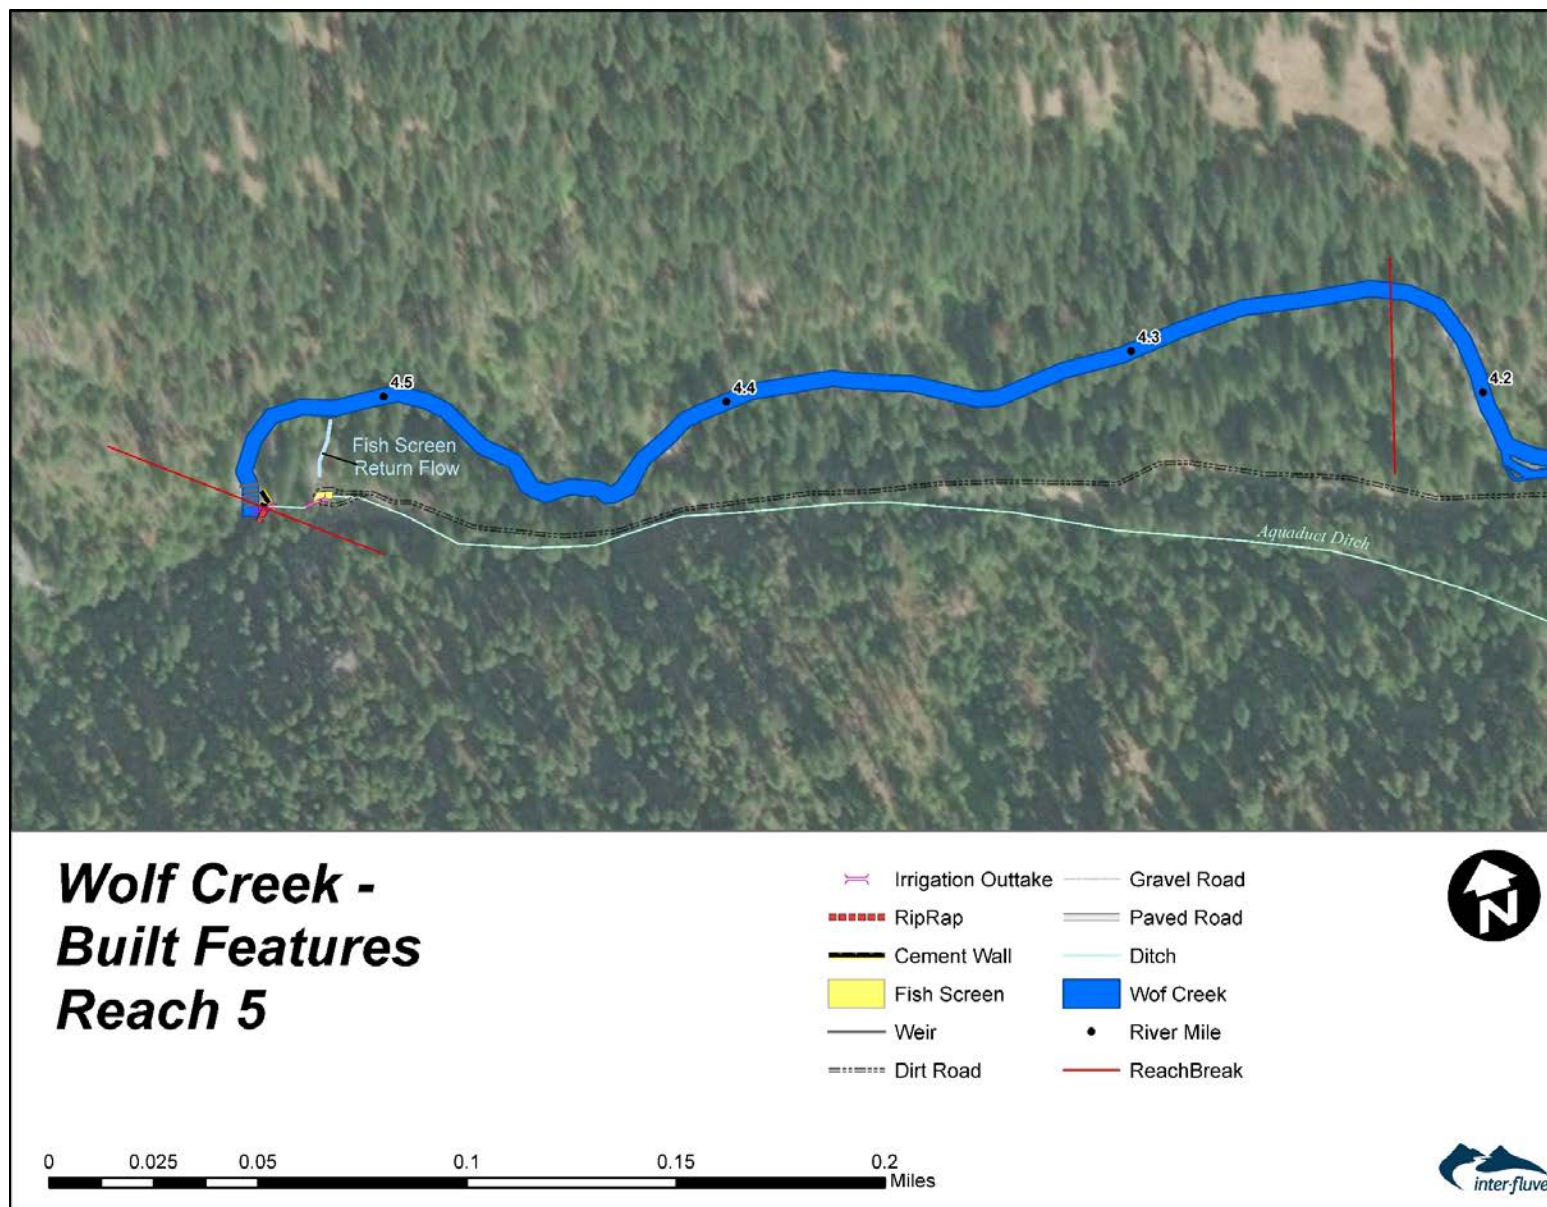 4.5
4.4
4.3
4.2
Fish Screen
Return Flow
Aquaduct Ditch
Wolf Creek -
Built Features
Reach 5
Irrigation Outtake
RipRap
Cement Wall
Fish Screen
Weir
Dirt Road
Gravel Road
Paved Road
Ditch
Wof Creek
River Mile
ReachBreak
N
0 0.025 0.05 0.1 0.15 0.2
Miles
inter-fluve